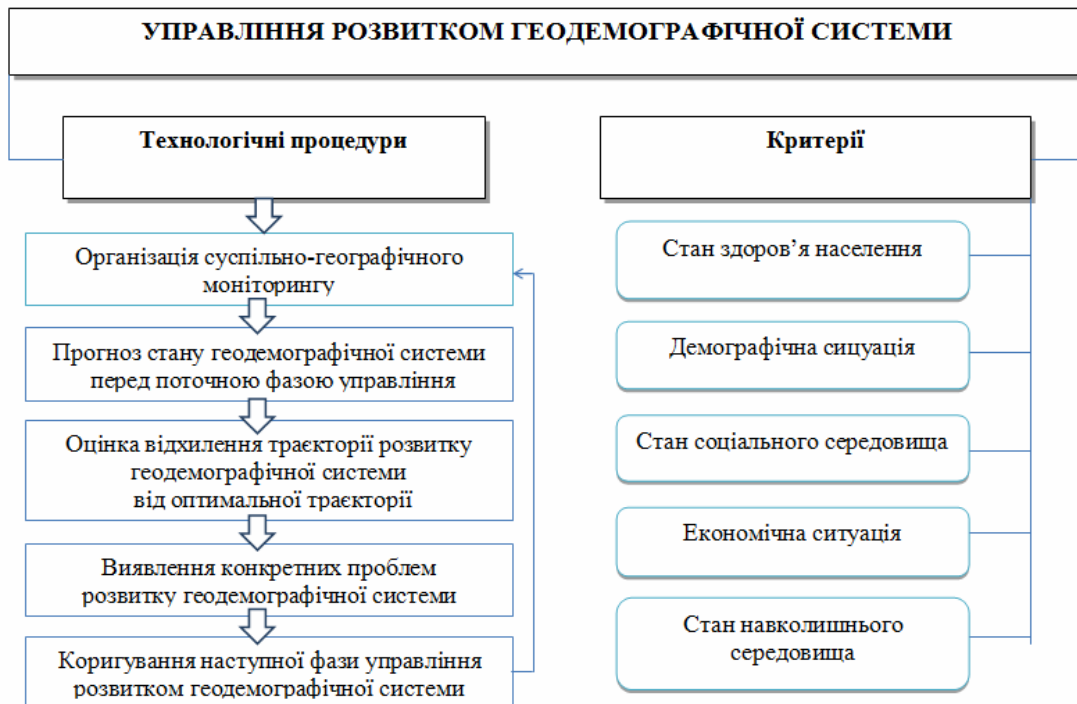 УПРАВЛІННЯ РОЗВИТКОМ ГЕОДЕМОГРАФІЧНОЇ СИСТЕМИ
Технологічні процедури
Організація суспільно-географічного
моніторингу
Прогноз стану геодемографічної системи
перед поточною фазою управління
Оцінка відхилення траєкторії розвитку
геодемографічної системи
від оптимальної траєкторії
Виявлення конкретних проблем
розвитку геодемографічної системи
Коригування наступної фази управління
розвитком геодемографічної системи
Критерії
Стан здоров’я населення
Демографічна сицуація
Стан соціального середовища
Економічна ситуація
Стан навколишнього
середовища